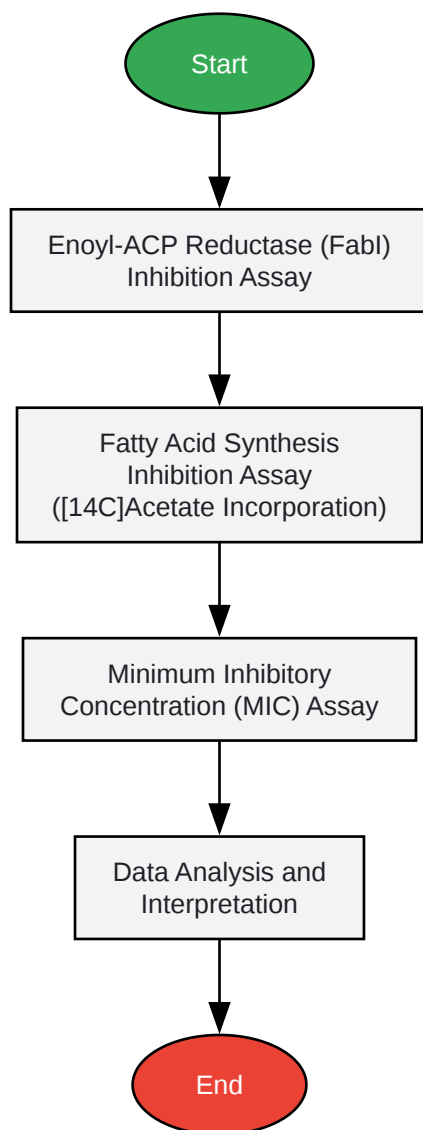 Start
Enoyl-ACP Reductase (FabI)
Inhibition Assay
Fatty Acid Synthesis
Inhibition Assay
([14C]Acetate Incorporation)
Minimum Inhibitory
Concentration (MIC) Assay
Data Analysis and
Interpretation
End